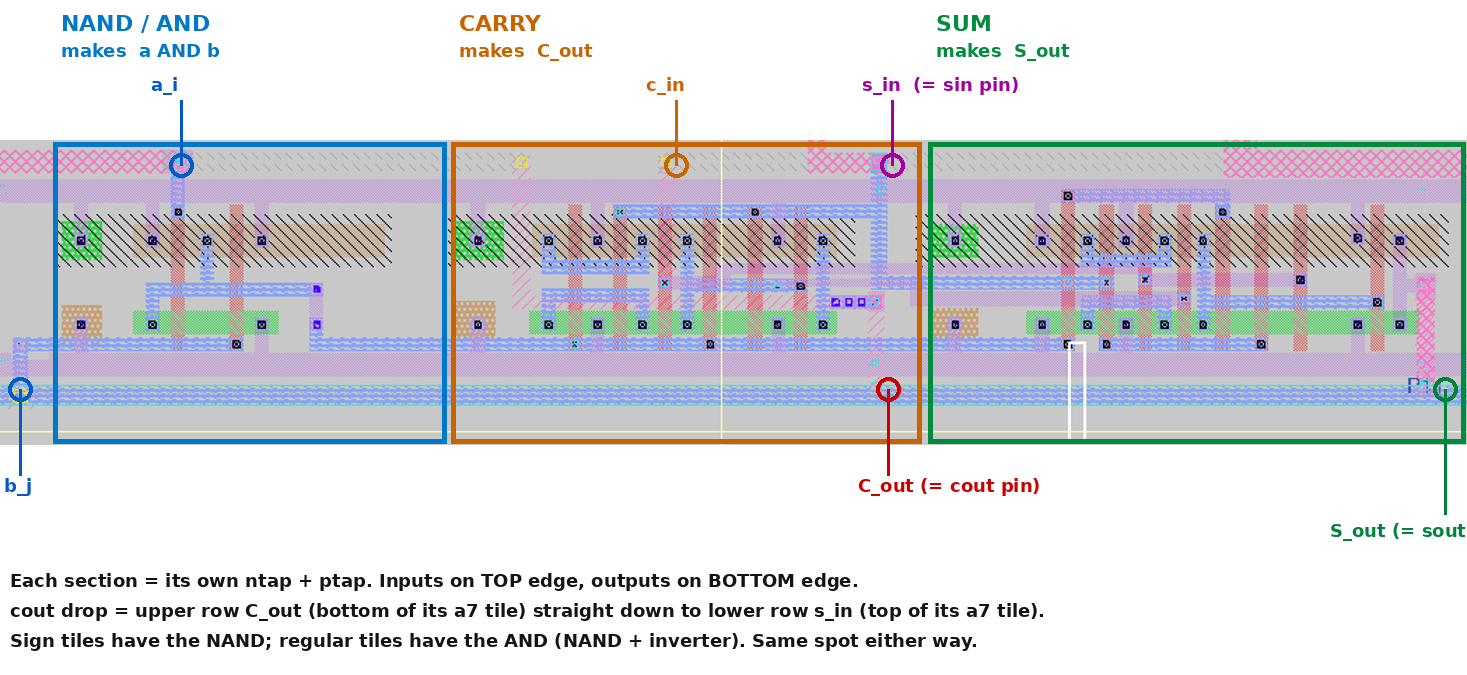 NAND / AND
makes a AND b
CARRY
makes C_out
SUM
makes S_out
a_i
c_in
s_in (= sin pin)
b_j
C_out (= cout pin)
S_out (= sout
Each section = its own ntap + ptap. Inputs on TOP edge, outputs on BOTTOM edge.
cout drop = upper row C_out (bottom of its a7 tile) straight down to lower row s_in (top of its a7 tile).
Sign tiles have the NAND; regular tiles have the AND (NAND + inverter). Same spot either way.